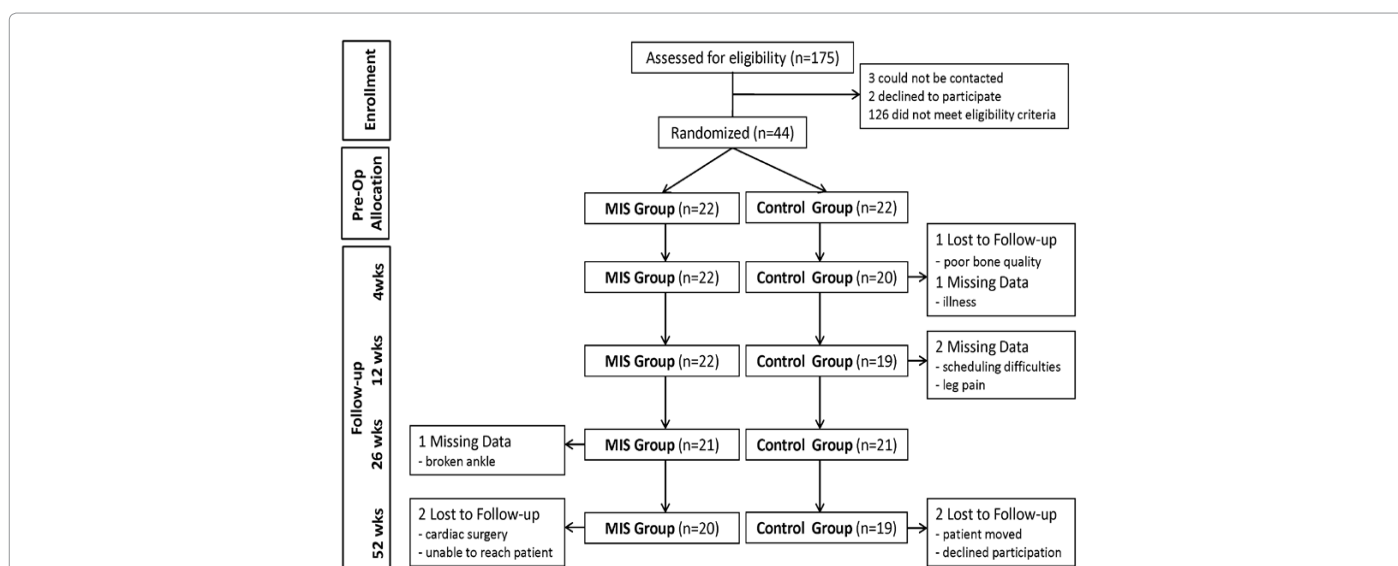 Enrollment
Assessed for eligibility (n=175)
3 could not be contacted
2 declined to participate
126 did not meet eligibility criteria
Randomized (n=44)
Pre-Op
Allocation
MIS Group (n=22)
Control Group (n=22)
Follow-up
4wks
MIS Group (n=22)
Control Group (n=20)
1 Lost to Follow-up
- poor bone quality
1 Missing Data
- illness
12 wks
MIS Group (n=22)
Control Group (n=19)
2 Missing Data
- scheduling difficulties
- leg pain
26 wks
1 Missing Data
- broken ankle
MIS Group (n=21)
Control Group (n=21)
52 wks
2 Lost to Follow-up
- cardiac surgery
- unable to reach patient
MIS Group (n=20)
Control Group (n=19)
2 Lost to Follow-up
- patient moved
- declined participation